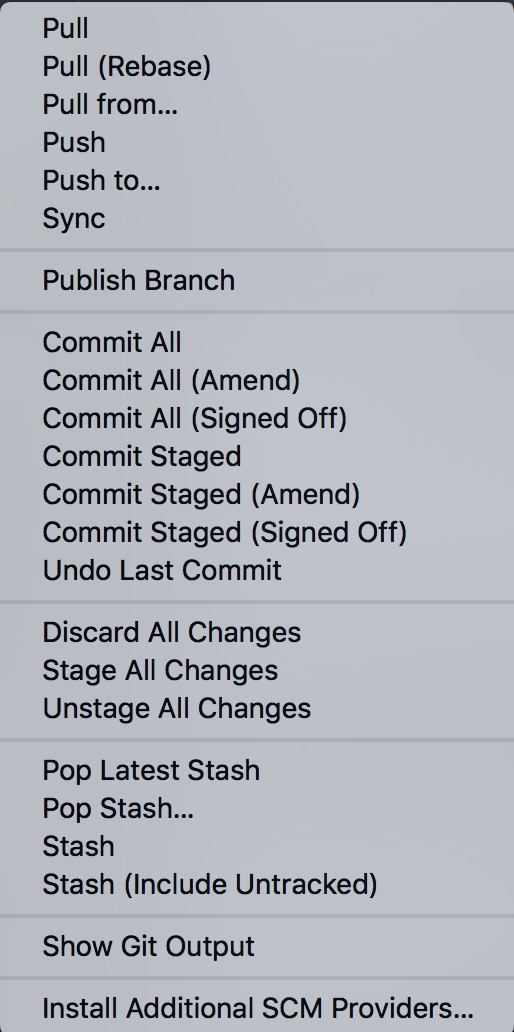 Pull
Pull (Rebase)
Pull from...
Push
Push to...
Sync
Publish Branch
Commit All
Commit All (Amend)
Commit All (Signed Off)
Commit Staged
Commit Staged (Amend)
Commit Staged (Signed Off)
Undo Last Commit
Discard All Changes
Stage All Changes
Unstage All Changes
Pop Latest Stash
Pop Stash...
Stash
Stash (Include Untracked)
Show Git Output
Install Additional SCM Providers...